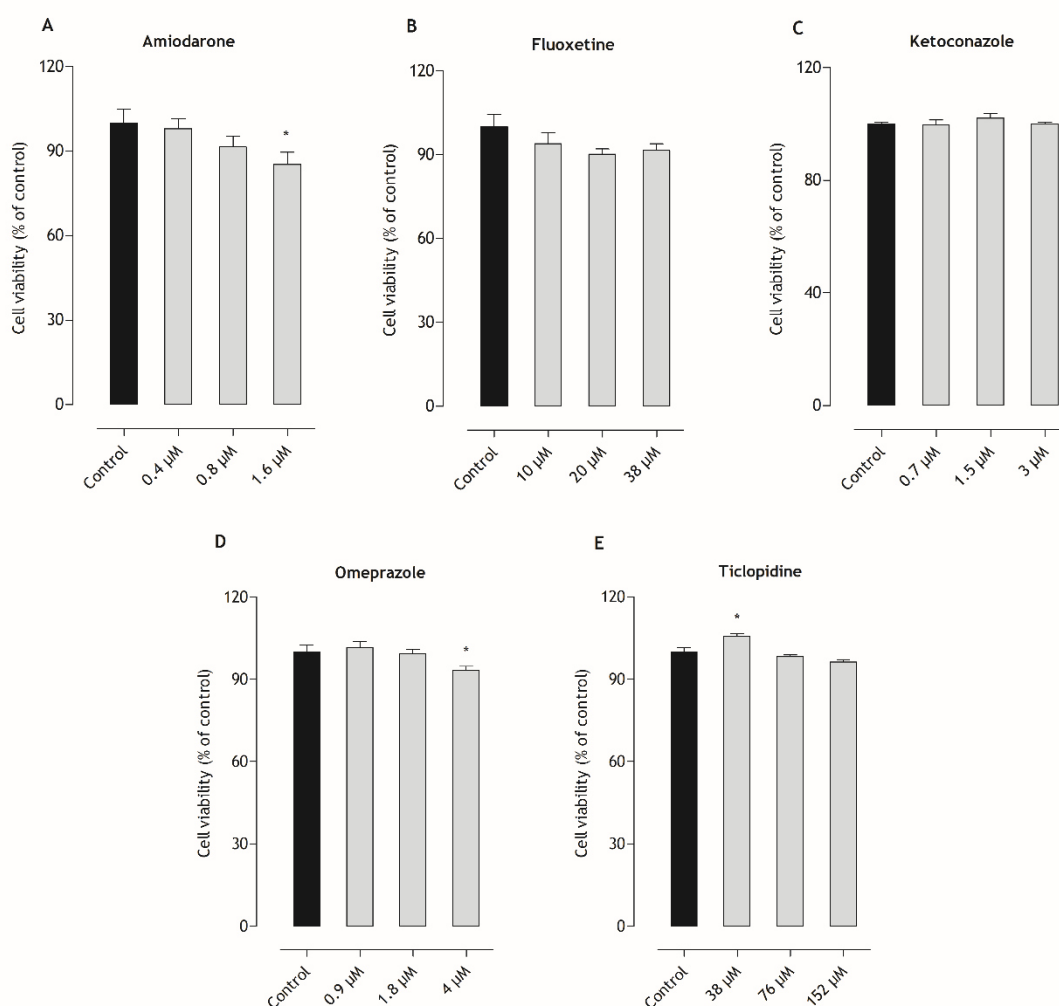 A
Amiodarone
Cell viability (% of control)
120
90
60
30
0
*
Control
0.4 µM
0.8 µM
1.6 µM
B
Fluoxetine
Cell viability (% of control)
120
90
60
30
0
Control
10 µM
20 µM
38 µM
C
Ketoconazole
Cell viability (% of control)
120
80
40
0
Control
0.7 µM
1.5 µM
3 µM
D
Omeprazole
Cell viability (% of control)
120
90
60
30
0
*
Control
0.9 µM
1.8 µM
4 µM
E
Ticlopidine
Cell viability (% of control)
120
90
60
30
0
*
Control
38 µM
76 µM
152 µM